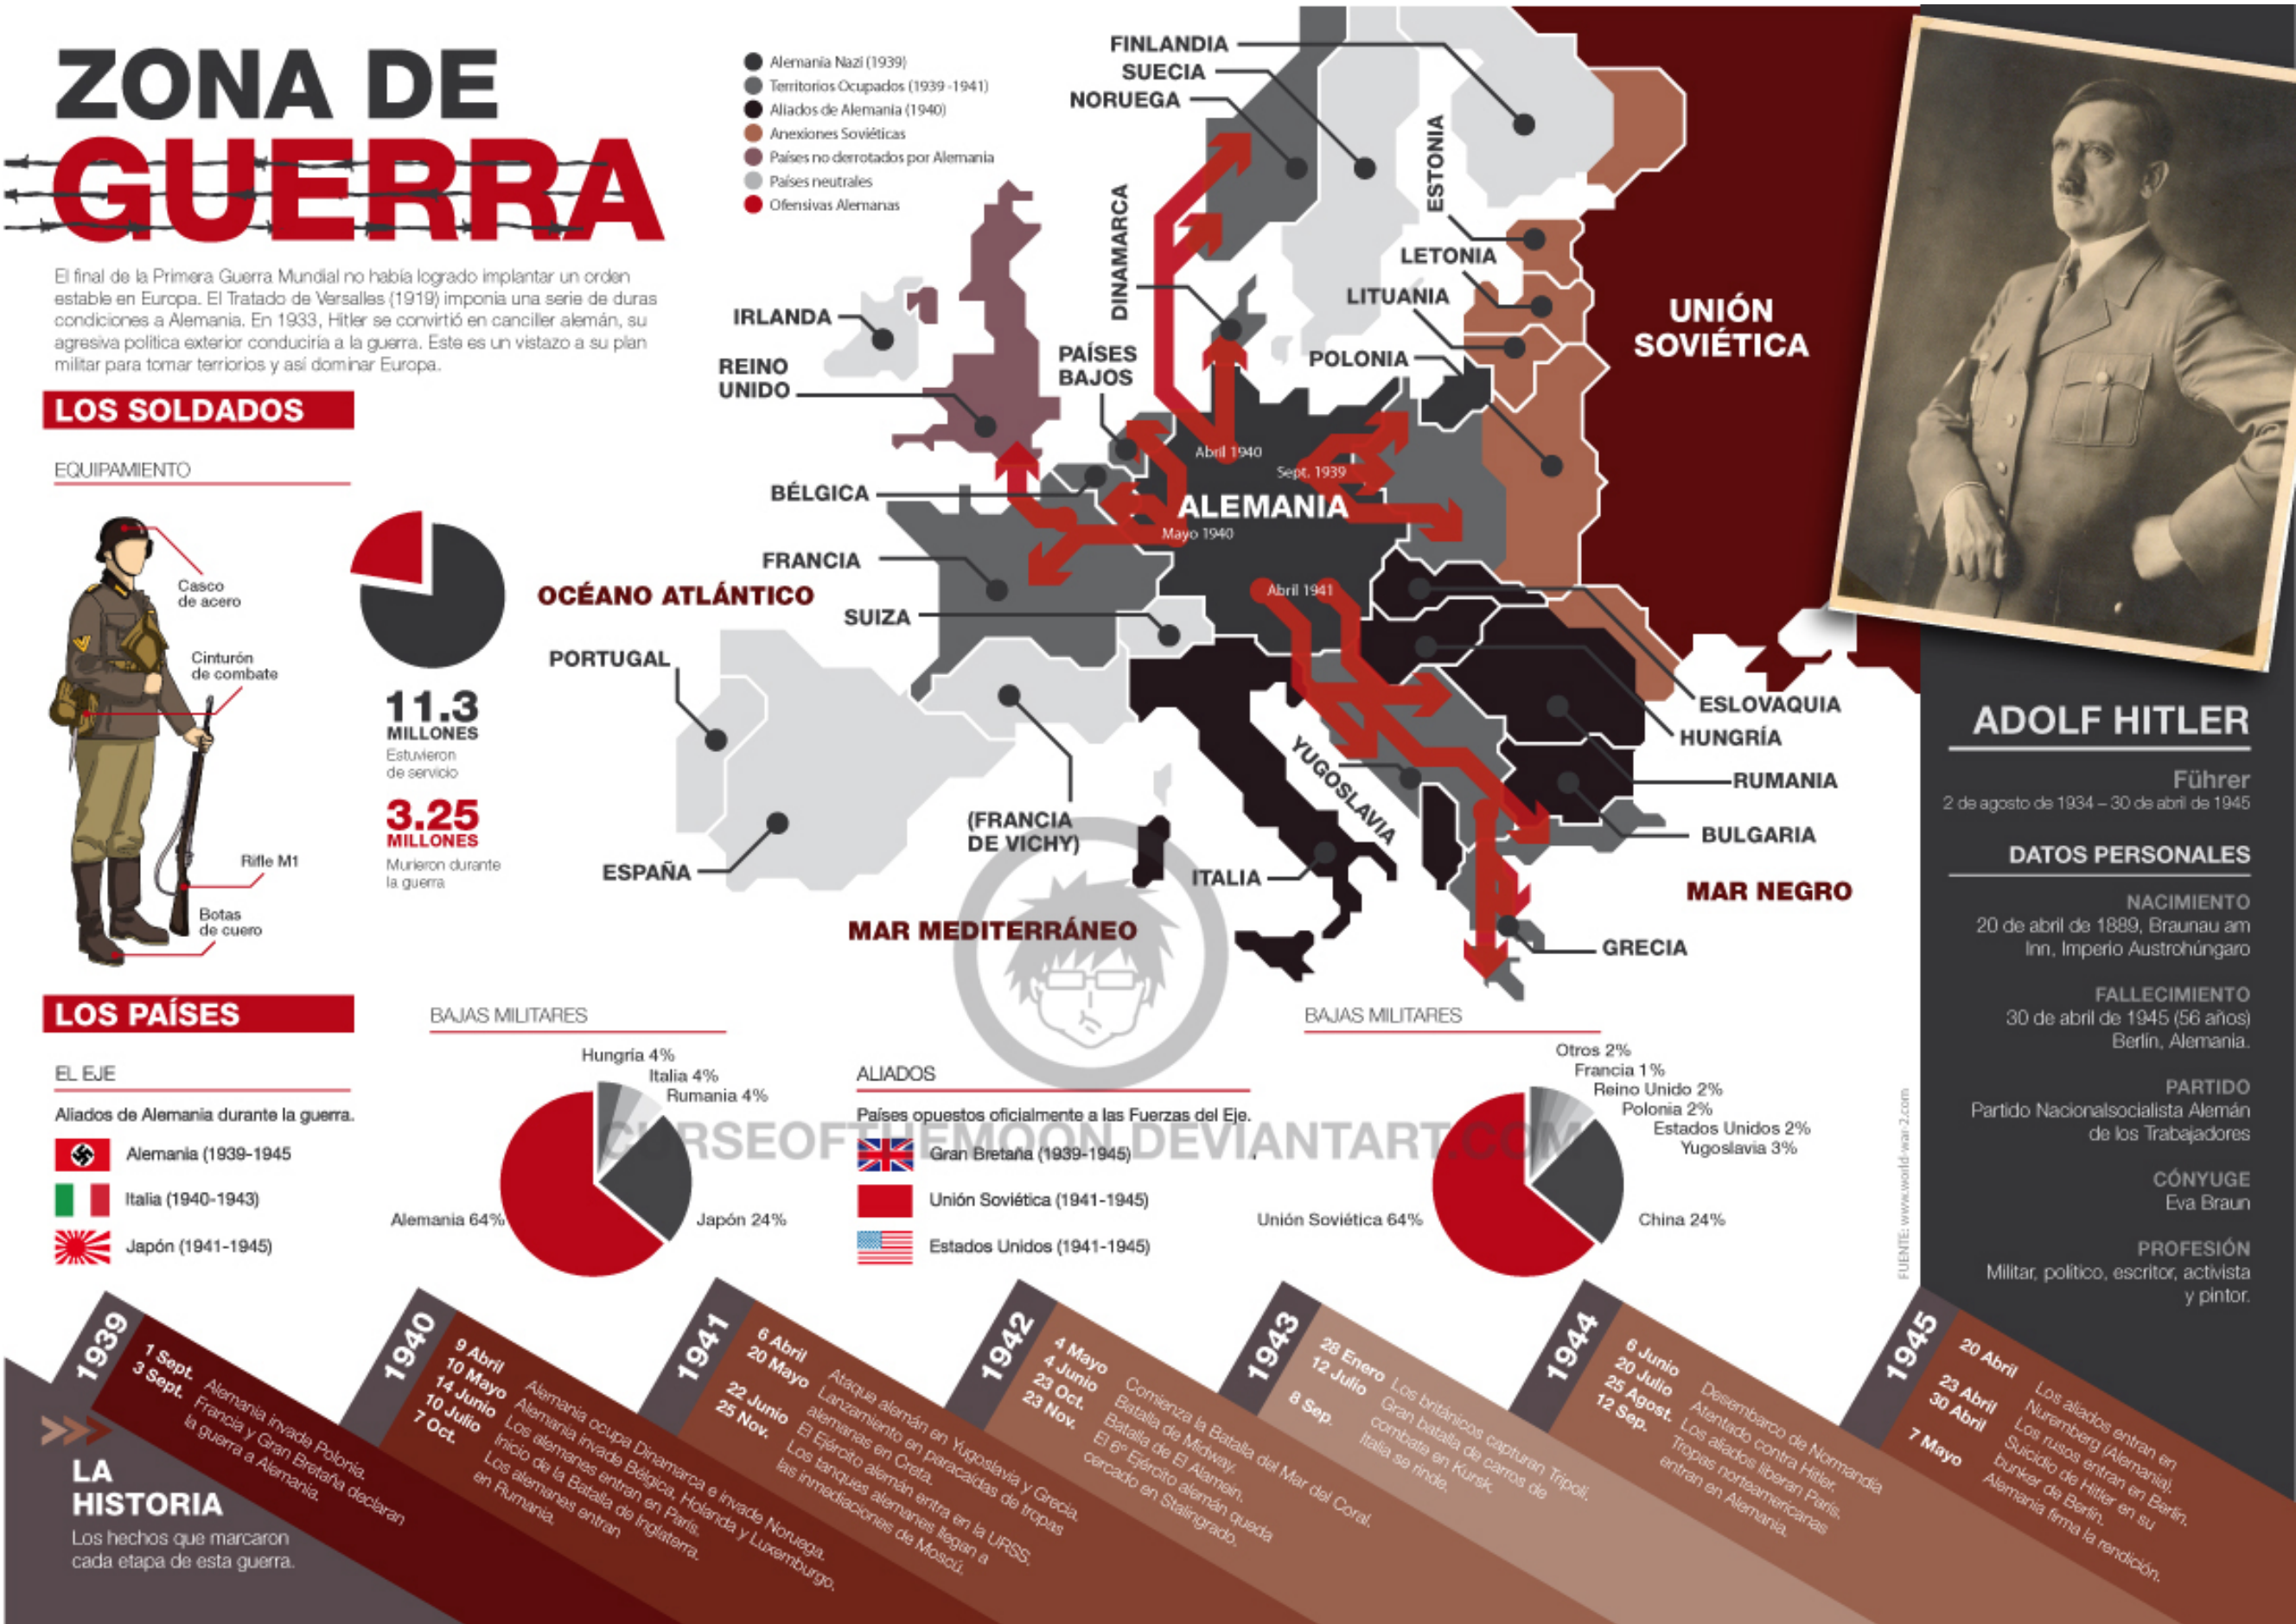 ZONA DE
GUERRA
El final de la Primera Guerra Mundial no había logrado implantar un orden
estable en Europa. El Tratado de Versalles (1919) imponía una serie de duras
condiciones a Alemania. En 1933, Hitler se convirtió en canciller alemán, su
agresiva política exterior conduciría a la guerra. Este es un vistazo a su plan
militar para tomar terriorios y así dominar Europa.
LOS SOLDADOS
EQUIPAMIENTO
Casco
de acero
Cinturón
de combate
Rifle M1
Botas
de cuero
11.3
MILLONES
Estuvieron
de servicio
3.25
MILLONES
Murieron durante
la guerra
Alemania Nazi (1939)
Territorios Ocupados (1939-1941)
Aliados de Alemania (1940)
Anexiones Soviéticas
Países no derrotados por Alemania
Países neutrales
Ofensivas Alemanas
FINLANDIA
SUECIA
NORUEGA
ESTONIA
DINAMARCA
LETONIA
LITUANIA
POLONIA
IRLANDA
REINO
UNIDO
PAÍSES
BAJOS
UNIÓN
SOVIÉTICA
BÉLGICA
FRANCIA
Abril 1940
Sept. 1939
ALEMANIA
Mayo 1940
Abril 1941
OCÉANO ATLÁNTICO
SUIZA
PORTUGAL
ESPAÑA
(FRANCIA
DE VICHY)
YUGOSLAVIA
ITALIA
ESLOVAQUIA
HUNGRÍA
RUMANIA
BULGARIA
MAR NEGRO
MAR MEDITERRÁNEO
GRECIA
ADOLF HITLER
Führer
2 de agosto de 1934 – 30 de abril de 1945
DATOS PERSONALES
NACIMIENTO
20 de abril de 1889, Braunau am
Inn, Imperio Austrohúngaro
FALLECIMIENTO
30 de abril de 1945 (56 años)
Berlín, Alemania.
PARTIDO
Partido Nacionalsocialista Alemán
de los Trabajadores
CÓNYUGE
Eva Braun
PROFESIÓN
Militar, político, escritor, activista
y pintor.
LOS PAÍSES
EL EJE
Aliados de Alemania durante la guerra.
Alemania (1939-1945
Italia (1940-1943)
Japón (1941-1945)
BAJAS MILITARES
Hungría 4%
Italia 4%
Rumania 4%
Alemania 64%
Japón 24%
ALIADOS
Países opuestos oficialmente a las Fuerzas del Eje.
Gran Bretaña (1939-1945)
Unión Soviética (1941-1945)
Estados Unidos (1941-1945)
CURSEOFTHEMOON.DEVIANTART.COM
BAJAS MILITARES
Otros 2%
Francia 1%
Reino Unido 2%
Polonia 2%
Estados Unidos 2%
Yugoslavia 3%
Unión Soviética 64%
China 24%
FUENTE: www.world-war-2.com
LA
HISTORIA
Los hechos que marcaron
cada etapa de esta guerra.
1939
1 Sept. Alemania invade Polonia.
3 Sept. Francia y Gran Bretaña declaran
la guerra a Alemania.
1940
9 Abril Alemania ocupa Dinamarca e invade Noruega.
10 Mayo Alemania invade Bélgica, Holanda y Luxemburgo.
14 Junio Los alemanes entran en París.
10 Julio Inicio de la Batalla de Inglaterra.
7 Oct. Los alemanes entran
en Rumania.
1941
6 Abril Ataque alemán en Yugoslavia y Grecia.
20 Mayo Lanzamiento en paracaídas de tropas
alemanas en Creta.
22 Junio El Ejército alemán entra en la URSS.
25 Nov. Los tanques alemanes llegan a
las inmediaciones de Moscú.
1942
4 Mayo Comienza la Batalla del Mar del Coral.
4 Junio Batalla de Midway.
23 Oct. Batalla de El Alamein.
23 Nov. El 6º Ejército alemán queda
cercado en Stalingrado.
1943
28 Enero Los británicos capturan Trípoli.
12 Julio Gran batalla de carros de
combate en Kursk.
8 Sep. Italia se rinde.
1944
6 Junio Desembarco de Normandía
20 Julio Atentado contra Hitler.
25 Agost. Los aliados liberan París.
12 Sep. Tropas norteamericanas
entran en Alemania.
1945
20 Abril Los aliados entran en
Nuremberg (Alemania).
23 Abril Los rusos entran en Berlín.
30 Abril Suicidio de Hitler en su
bunker de Berlín.
7 Mayo Alemania firma la rendición.